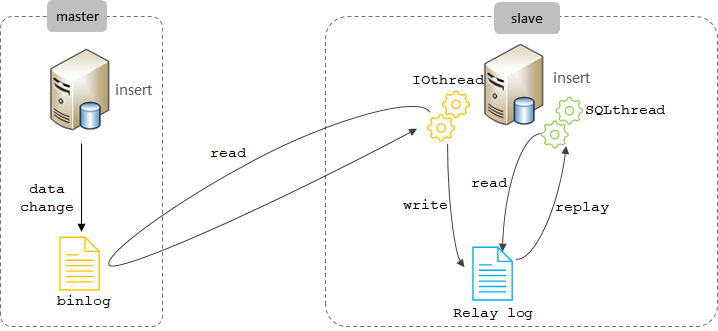 master
slave
insert
IOthread
insert
SQLthread
read
data
change
write
read
replay
binlog
Relay log